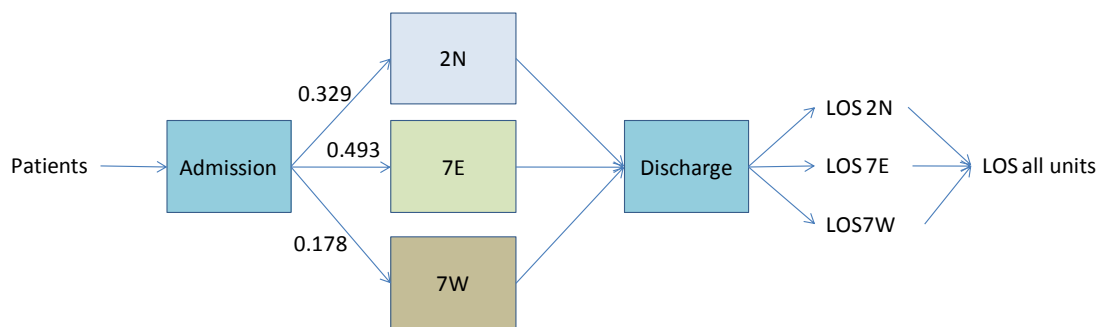 2N
0.329
Patients
Admission
0.493
7E
Discharge
0.178
7W
LOS 2N
LOS 7E
LOS7W
LOS all units